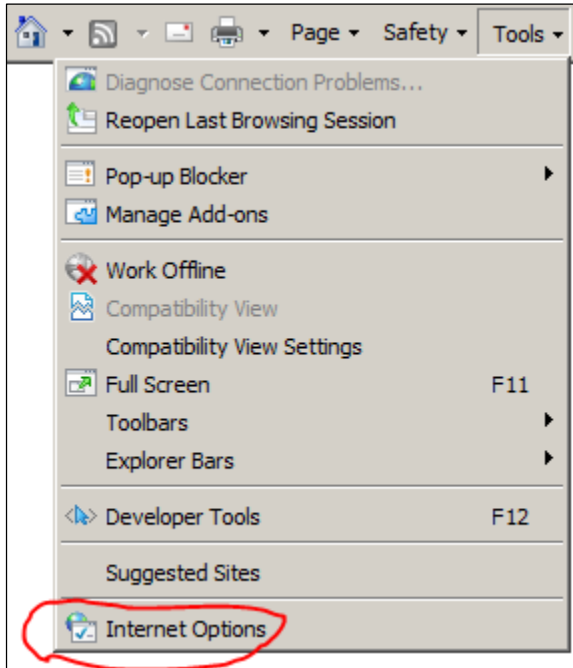 Page Safety Tools
Diagnose Connection Problems...
Reopen Last Browsing Session
Pop-up Blocker
Manage Add-ons
Work Offline
Compatibility View
Compatibility View Settings
Full Screen F11
Toolbars
Explorer Bars
Developer Tools F12
Suggested Sites
Internet Options